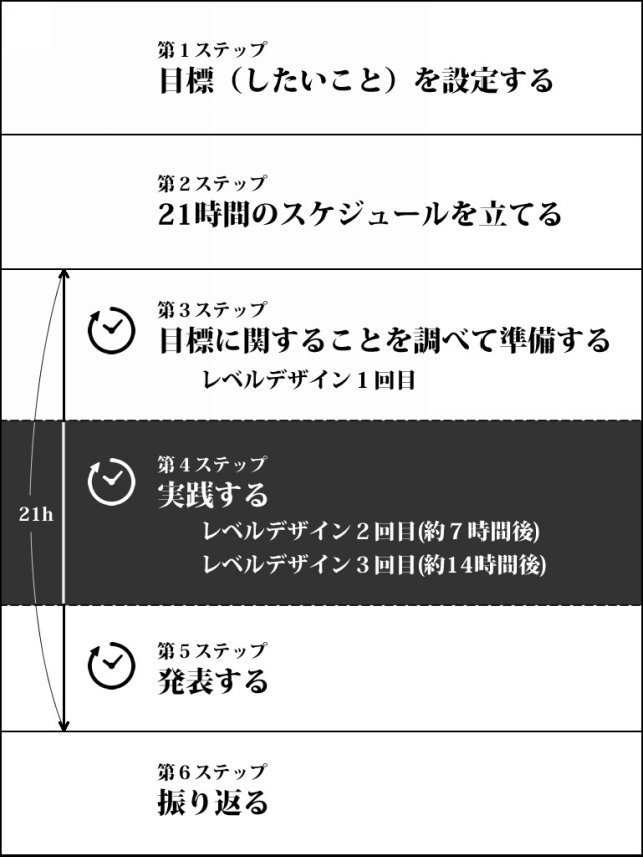 第1ステップ
目標（したいこと）を設定する
第2ステップ
21時間のスケジュールを立てる
第3ステップ
目標に関することを調べて準備する
レベルデザイン1回目
第4ステップ
実践する
レベルデザイン2回目(約7時間後)
レベルデザイン3回目(約14時間後)
21h
第5ステップ
発表する
第6ステップ
振り返る